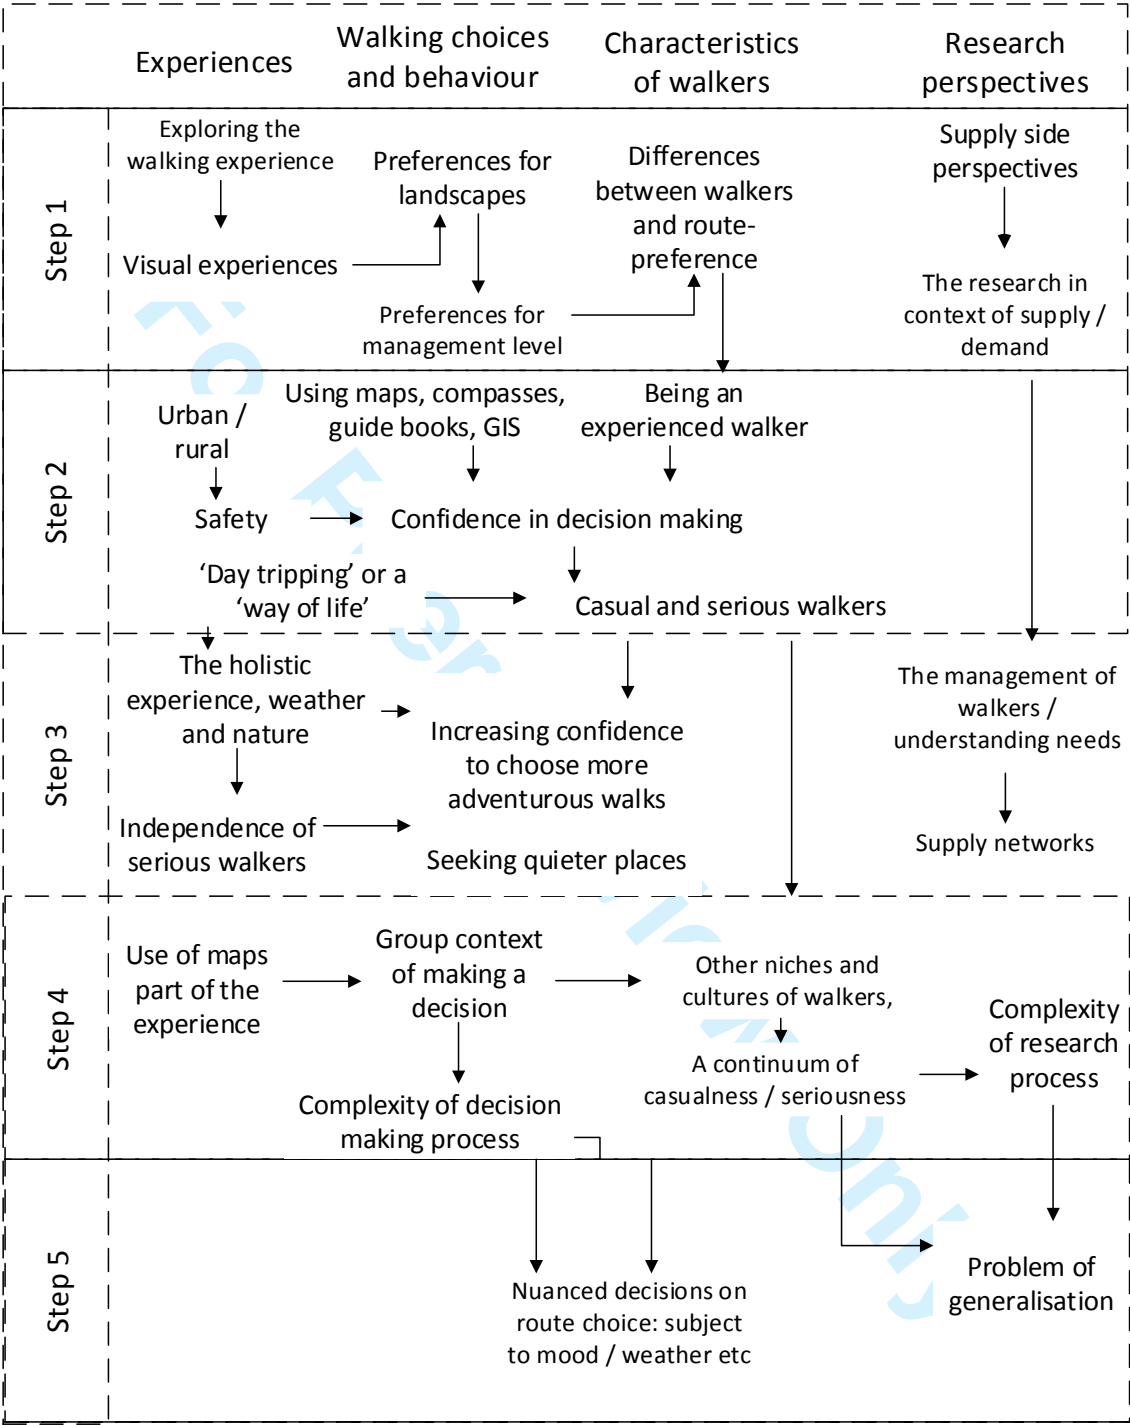 Experiences
Walking choices
and behaviour
Characteristics
of walkers
Research
perspectives
Step 1
Exploring the
walking experience
Visual experiences
Preferences for
landscapes
Preferences for
management level
Differences
between walkers
and route-
preference
Supply side
perspectives
The research in
context of supply /
demand
Step 2
Urban /
rural
Safety
Using maps, compasses,
guide books, GIS
Being an
experienced walker
Confidence in decision making
‘Day tripping’ or a
‘way of life’
Casual and serious walkers
Step 3
The holistic
experience, weather
and nature
Independence of
serious walkers
Increasing confidence
to choose more
adventurous walks
Seeking quieter places
The management of
walkers /
understanding needs
Supply networks
Step 4
Use of maps
part of the
experience
Group context
of making a
decision
Complexity of decision
making process
Other niches and
cultures of walkers,
A continuum of
casualness / seriousness
Complexity
of research
process
Step 5
Nuanced decisions on
route choice: subject
to mood / weather etc
Problem of
generalisation